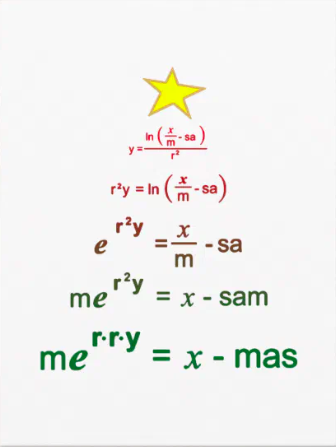 y = ln(x/m - sa)/r²
r²y = ln(x/m - sa)
e^r²y = x/m - sa
me^r²y = x - sam
me^r·r·y = x - mas